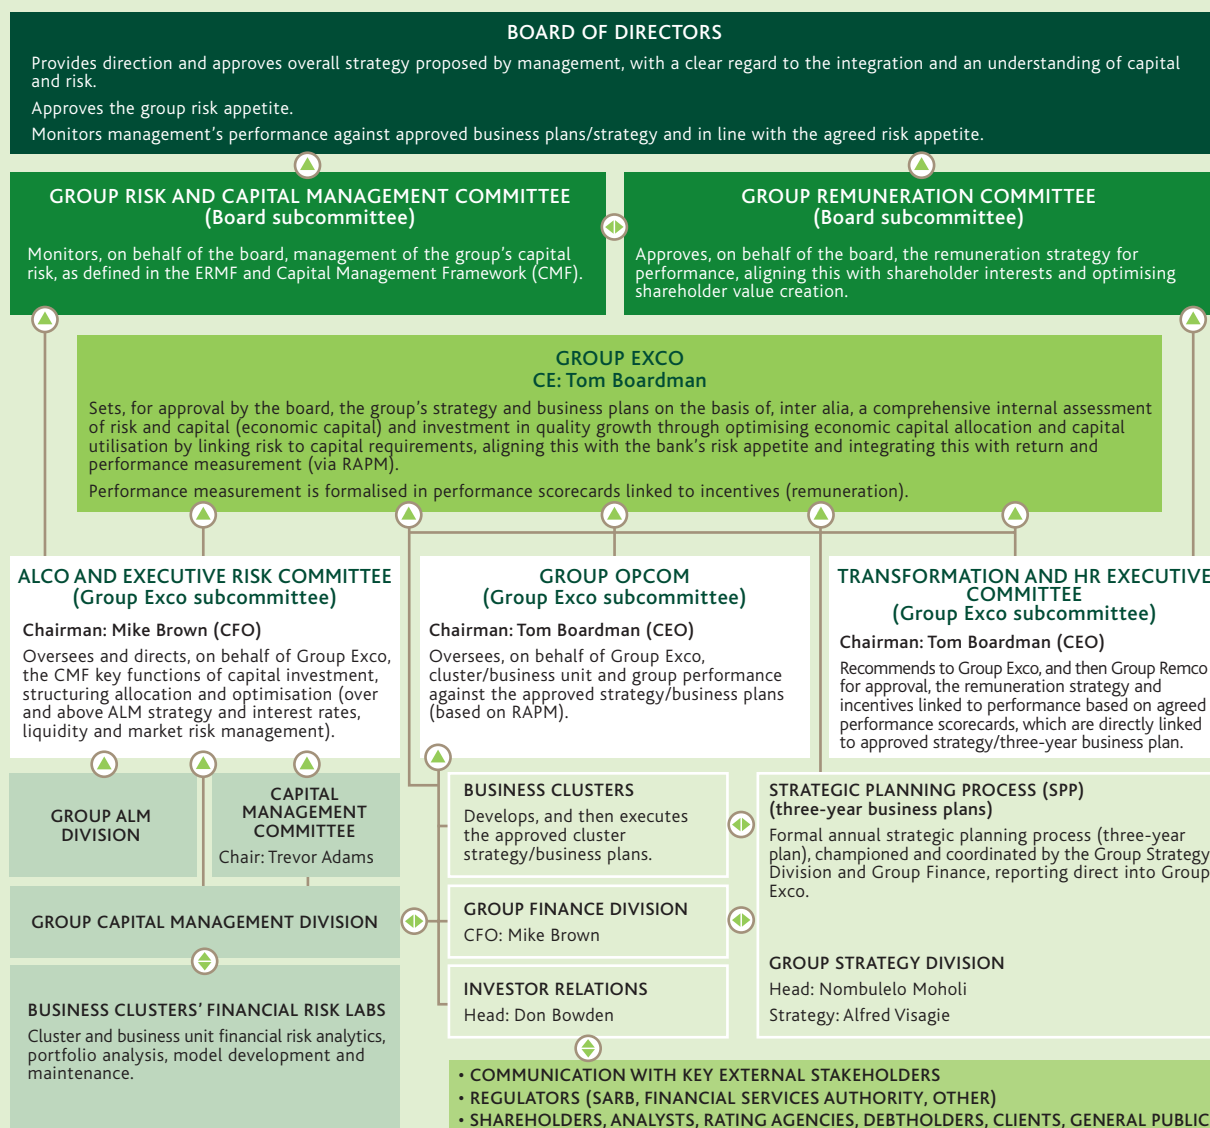 BOARD OF DIRECTORS
Provides direction and approves overall strategy proposed by management, with a clear regard to the integration and an understanding of capital
and risk.
Approves the group risk appetite.
Monitors management's performance against approved business plans/strategy and in line with the agreed risk appetite.
GROUP RISK AND CAPITAL MANAGEMENT COMMITTEE
(Board subcommittee)
Monitors, on behalf of the board, management of the group's capital
risk, as defined in the ERMF and Capital Management Framework (CMF).
GROUP REMUNERATION COMMITTEE
(Board subcommittee)
Approves, on behalf of the board, the remuneration strategy for
performance, aligning this with shareholder interests and optimising
shareholder value creation.
GROUP EXCO
CE: Tom Boardman
Sets, for approval by the board, the group's strategy and business plans on the basis of, inter alia, a comprehensive internal assessment
of risk and capital (economic capital) and investment in quality growth through optimising economic capital allocation and capital
utilisation by linking risk to capital requirements, aligning this with the bank's risk appetite and integrating this with return and
performance measurement (via RAPM).
Performance measurement is formalised in performance scorecards linked to incentives (remuneration).
ALCO AND EXECUTIVE RISK COMMITTEE
(Group Exco subcommittee)
Chairman: Mike Brown (CFO)
Oversees and directs, on behalf of Group Exco,
the CMF key functions of capital investment,
structuring allocation and optimisation (over
and above ALM strategy and interest rates,
liquidity and market risk management).
GROUP OPCOM
(Group Exco subcommittee)
Chairman: Tom Boardman (CEO)
Oversees, on behalf of Group Exco,
cluster/business unit and group performance
against the approved strategy/business plans
(based on RAPM).
TRANSFORMATION AND HR EXECUTIVE
COMMITTEE
(Group Exco subcommittee)
Chairman: Tom Boardman (CEO)
Recommends to Group Exco, and then Group Remco
for approval, the remuneration strategy and
incentives linked to performance based on agreed
performance scorecards, which are directly linked
to approved strategy/three-year business plan.
GROUP ALM
DIVISION
CAPITAL
MANAGEMENT
COMMITTEE
Chair: Trevor Adams
GROUP CAPITAL MANAGEMENT DIVISION
BUSINESS CLUSTERS' FINANCIAL RISK LABS
Cluster and business unit financial risk analytics,
portfolio analysis, model development and
maintenance.
BUSINESS CLUSTERS
Develops, and then executes
the approved cluster
strategy/business plans.
GROUP FINANCE DIVISION
CFO: Mike Brown
INVESTOR RELATIONS
Head: Don Bowden
STRATEGIC PLANNING PROCESS (SPP)
(three-year business plans)
Formal annual strategic planning process (three-year
plan), championed and coordinated by the Group Strategy
Division and Group Finance, reporting direct into Group
Exco.
GROUP STRATEGY DIVISION
Head: Nombulelo Moholi
Strategy: Alfred Visagie
• COMMUNICATION WITH KEY EXTERNAL STAKEHOLDERS
• REGULATORS (SARB, FINANCIAL SERVICES AUTHORITY, OTHER)
• SHAREHOLDERS, ANALYSTS, RATING AGENCIES, DEBTHOLDERS, CLIENTS, GENERAL PUBLIC